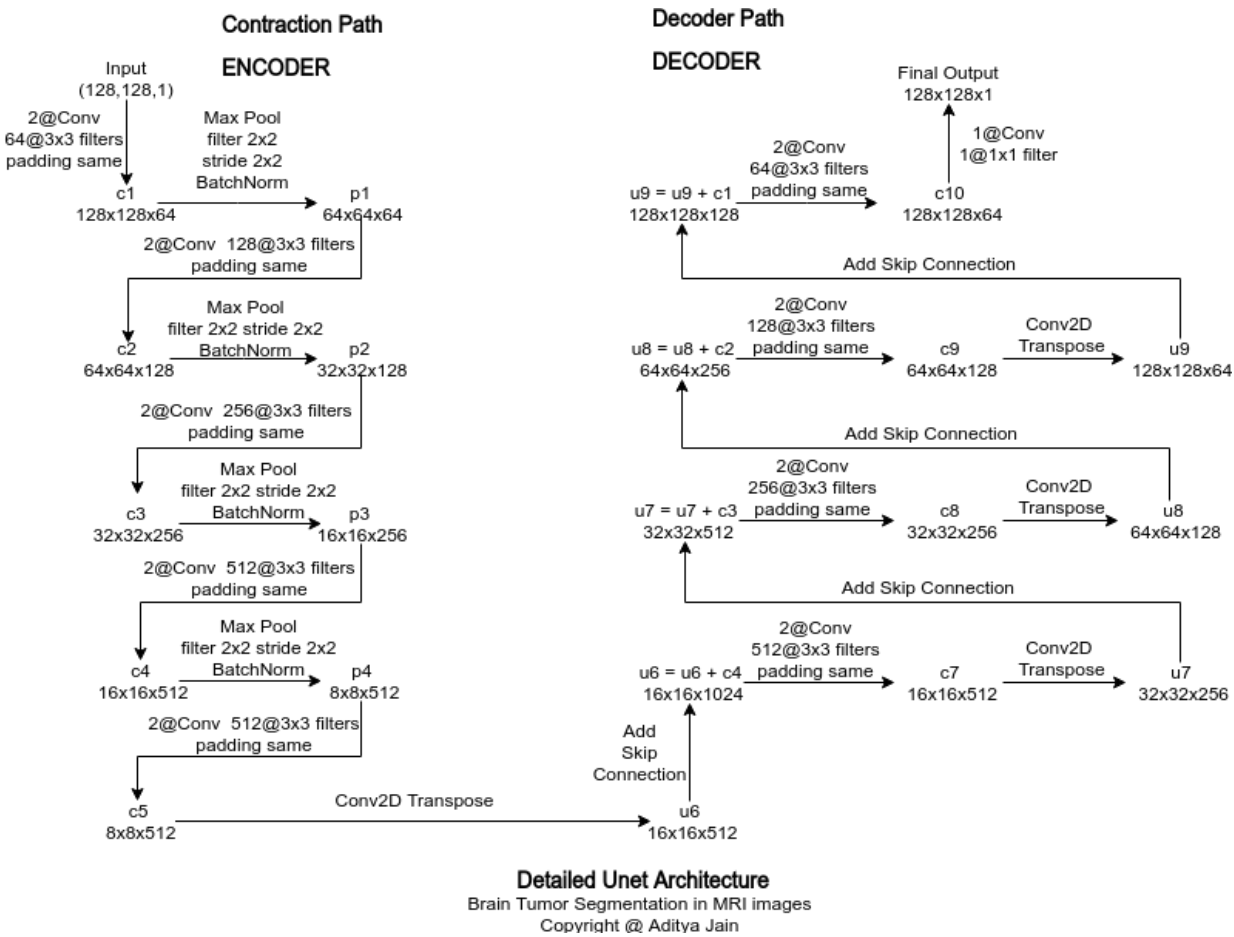 Contraction Path
ENCODER
Input
(128,128,1)
2@Conv
64@3x3 filters
padding same
Max Pool
filter 2x2
stride 2x2
BatchNorm
c1
128x128x64
p1
64x64x64
2@Conv  128@3x3 filters
padding same
Max Pool
filter 2x2 stride 2x2
BatchNorm
c2
64x64x128
p2
32x32x128
2@Conv  256@3x3 filters
padding same
Max Pool
filter 2x2 stride 2x2
BatchNorm
c3
32x32x256
p3
16x16x256
2@Conv  512@3x3 filters
padding same
Max Pool
filter 2x2 stride 2x2
BatchNorm
c4
16x16x512
p4
8x8x512
2@Conv  512@3x3 filters
padding same
c5
8x8x512
Conv2D Transpose
u6
16x16x512
Add
Skip
Connection
Decoder Path
DECODER
Final Output
128x128x1
1@Conv
1@1x1 filter
2@Conv
64@3x3 filters
padding same
u9 = u9 + c1
128x128x128
c10
128x128x64
Add Skip Connection
2@Conv
128@3x3 filters
padding same
Conv2D
Transpose
u8 = u8 + c2
64x64x256
c9
64x64x128
u9
128x128x64
Add Skip Connection
2@Conv
256@3x3 filters
padding same
Conv2D
Transpose
u7 = u7 + c3
32x32x512
c8
32x32x256
u8
64x64x128
Add Skip Connection
2@Conv
512@3x3 filters
padding same
Conv2D
Transpose
u6 = u6 + c4
16x16x1024
c7
16x16x512
u7
32x32x256
Detailed Unet Architecture
Brain Tumor Segmentation in MRI images
Copyright @ Aditya Jain